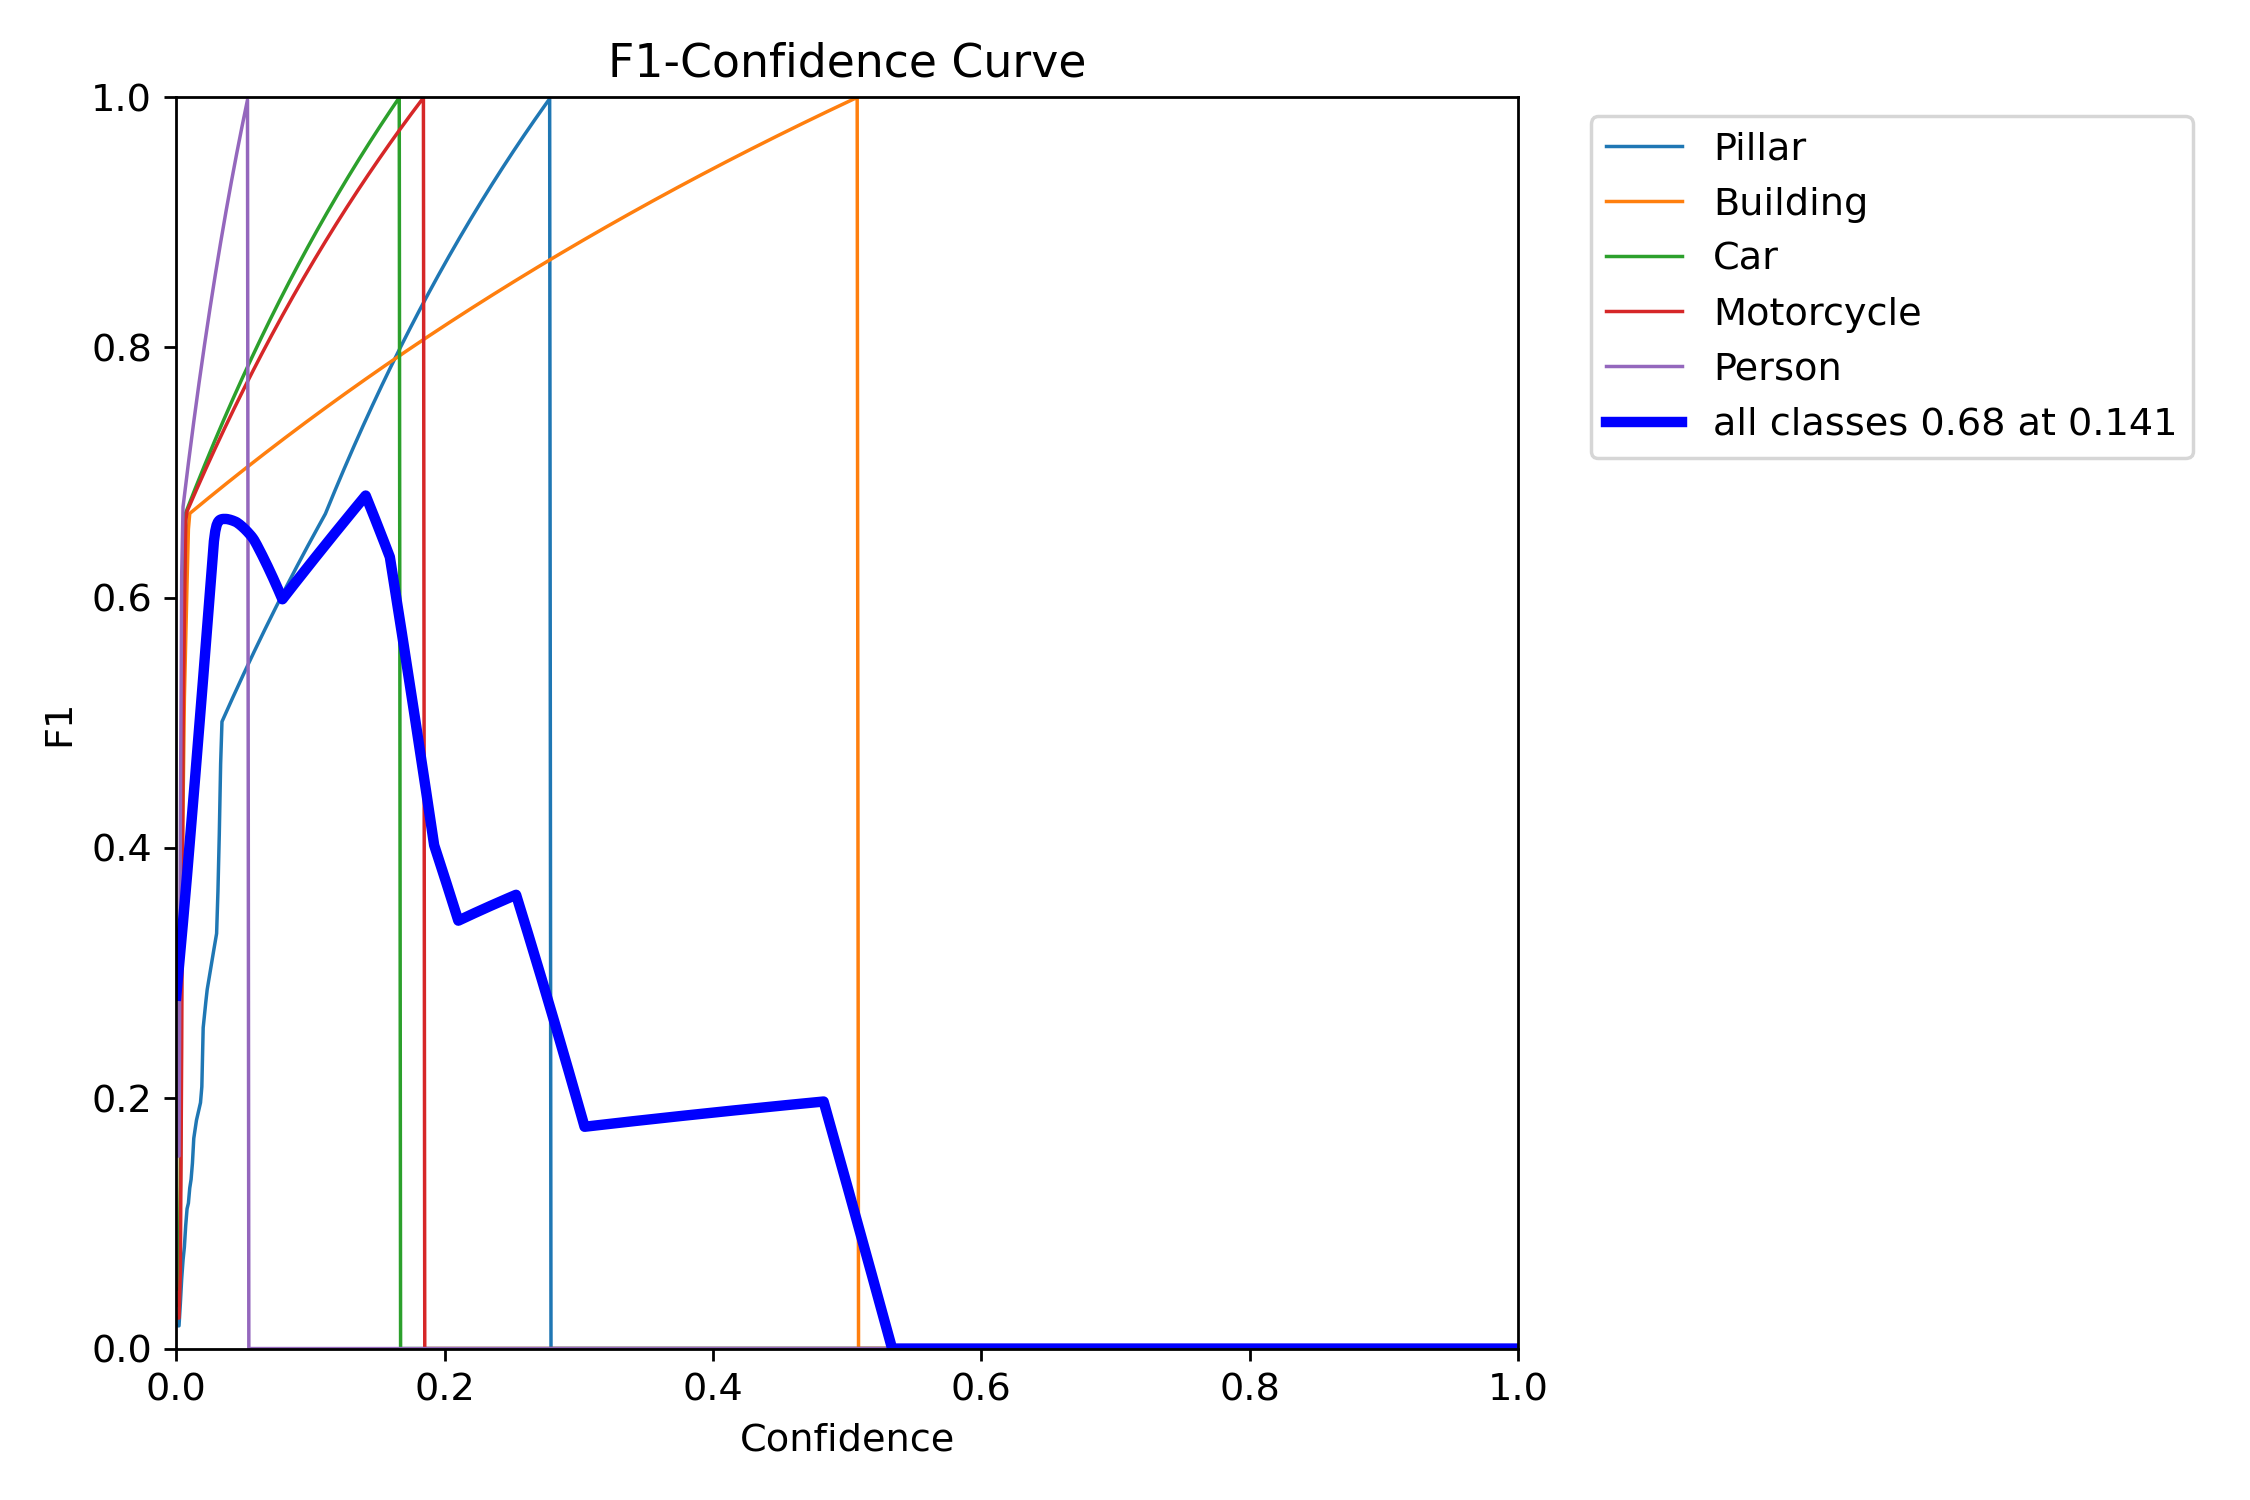 F1-Confidence Curve
1.0
0.8
0.6
0.4
0.2
0.0
F1
0.0 0.2 0.4 0.6 0.8 1.0
Confidence
Pillar
Building
Car
Motorcycle
Person
all classes 0.68 at 0.141